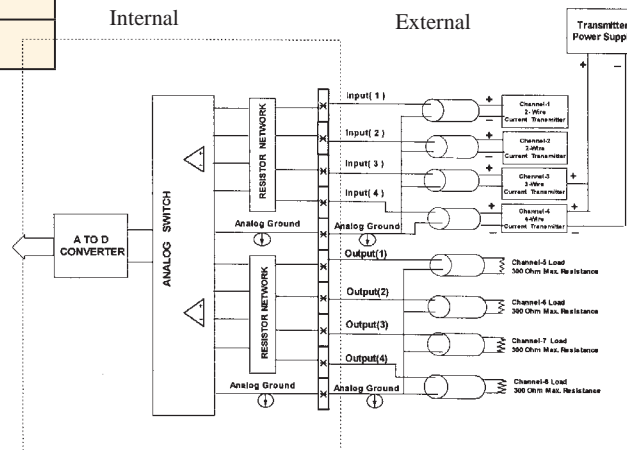 Internal
External
Transmitter
Power Suppl
+ −
Input( 1 )
Input( 2 )
Input( 3 )
Input( 4 )
Analog Ground
Analog Ground
Output(1)
Output(2)
Output(3)
Output(4)
Analog Ground
Analog Ground
RESISTOR NETWORK
RESISTOR NETWORK
ANALOG SWITCH
A TO D
CONVERTER
+
−
Channel-1
2-Wire
Current Transmitter
+
−
Channel-2
2-Wire
Current Transmitter
+
−
Channel-3
3-Wire
Current Transmitter
+
+
−
Channel-4
4-Wire
Current Transmitter
+
−
Channel-5 Load
300 Ohm Max. Resistance
Channel-6 Load
300 Ohm Max. Resistance
Channel-7 Load
300 Ohm Max. Resistance
Channel-8 Load
300 Ohm Max. Resistance